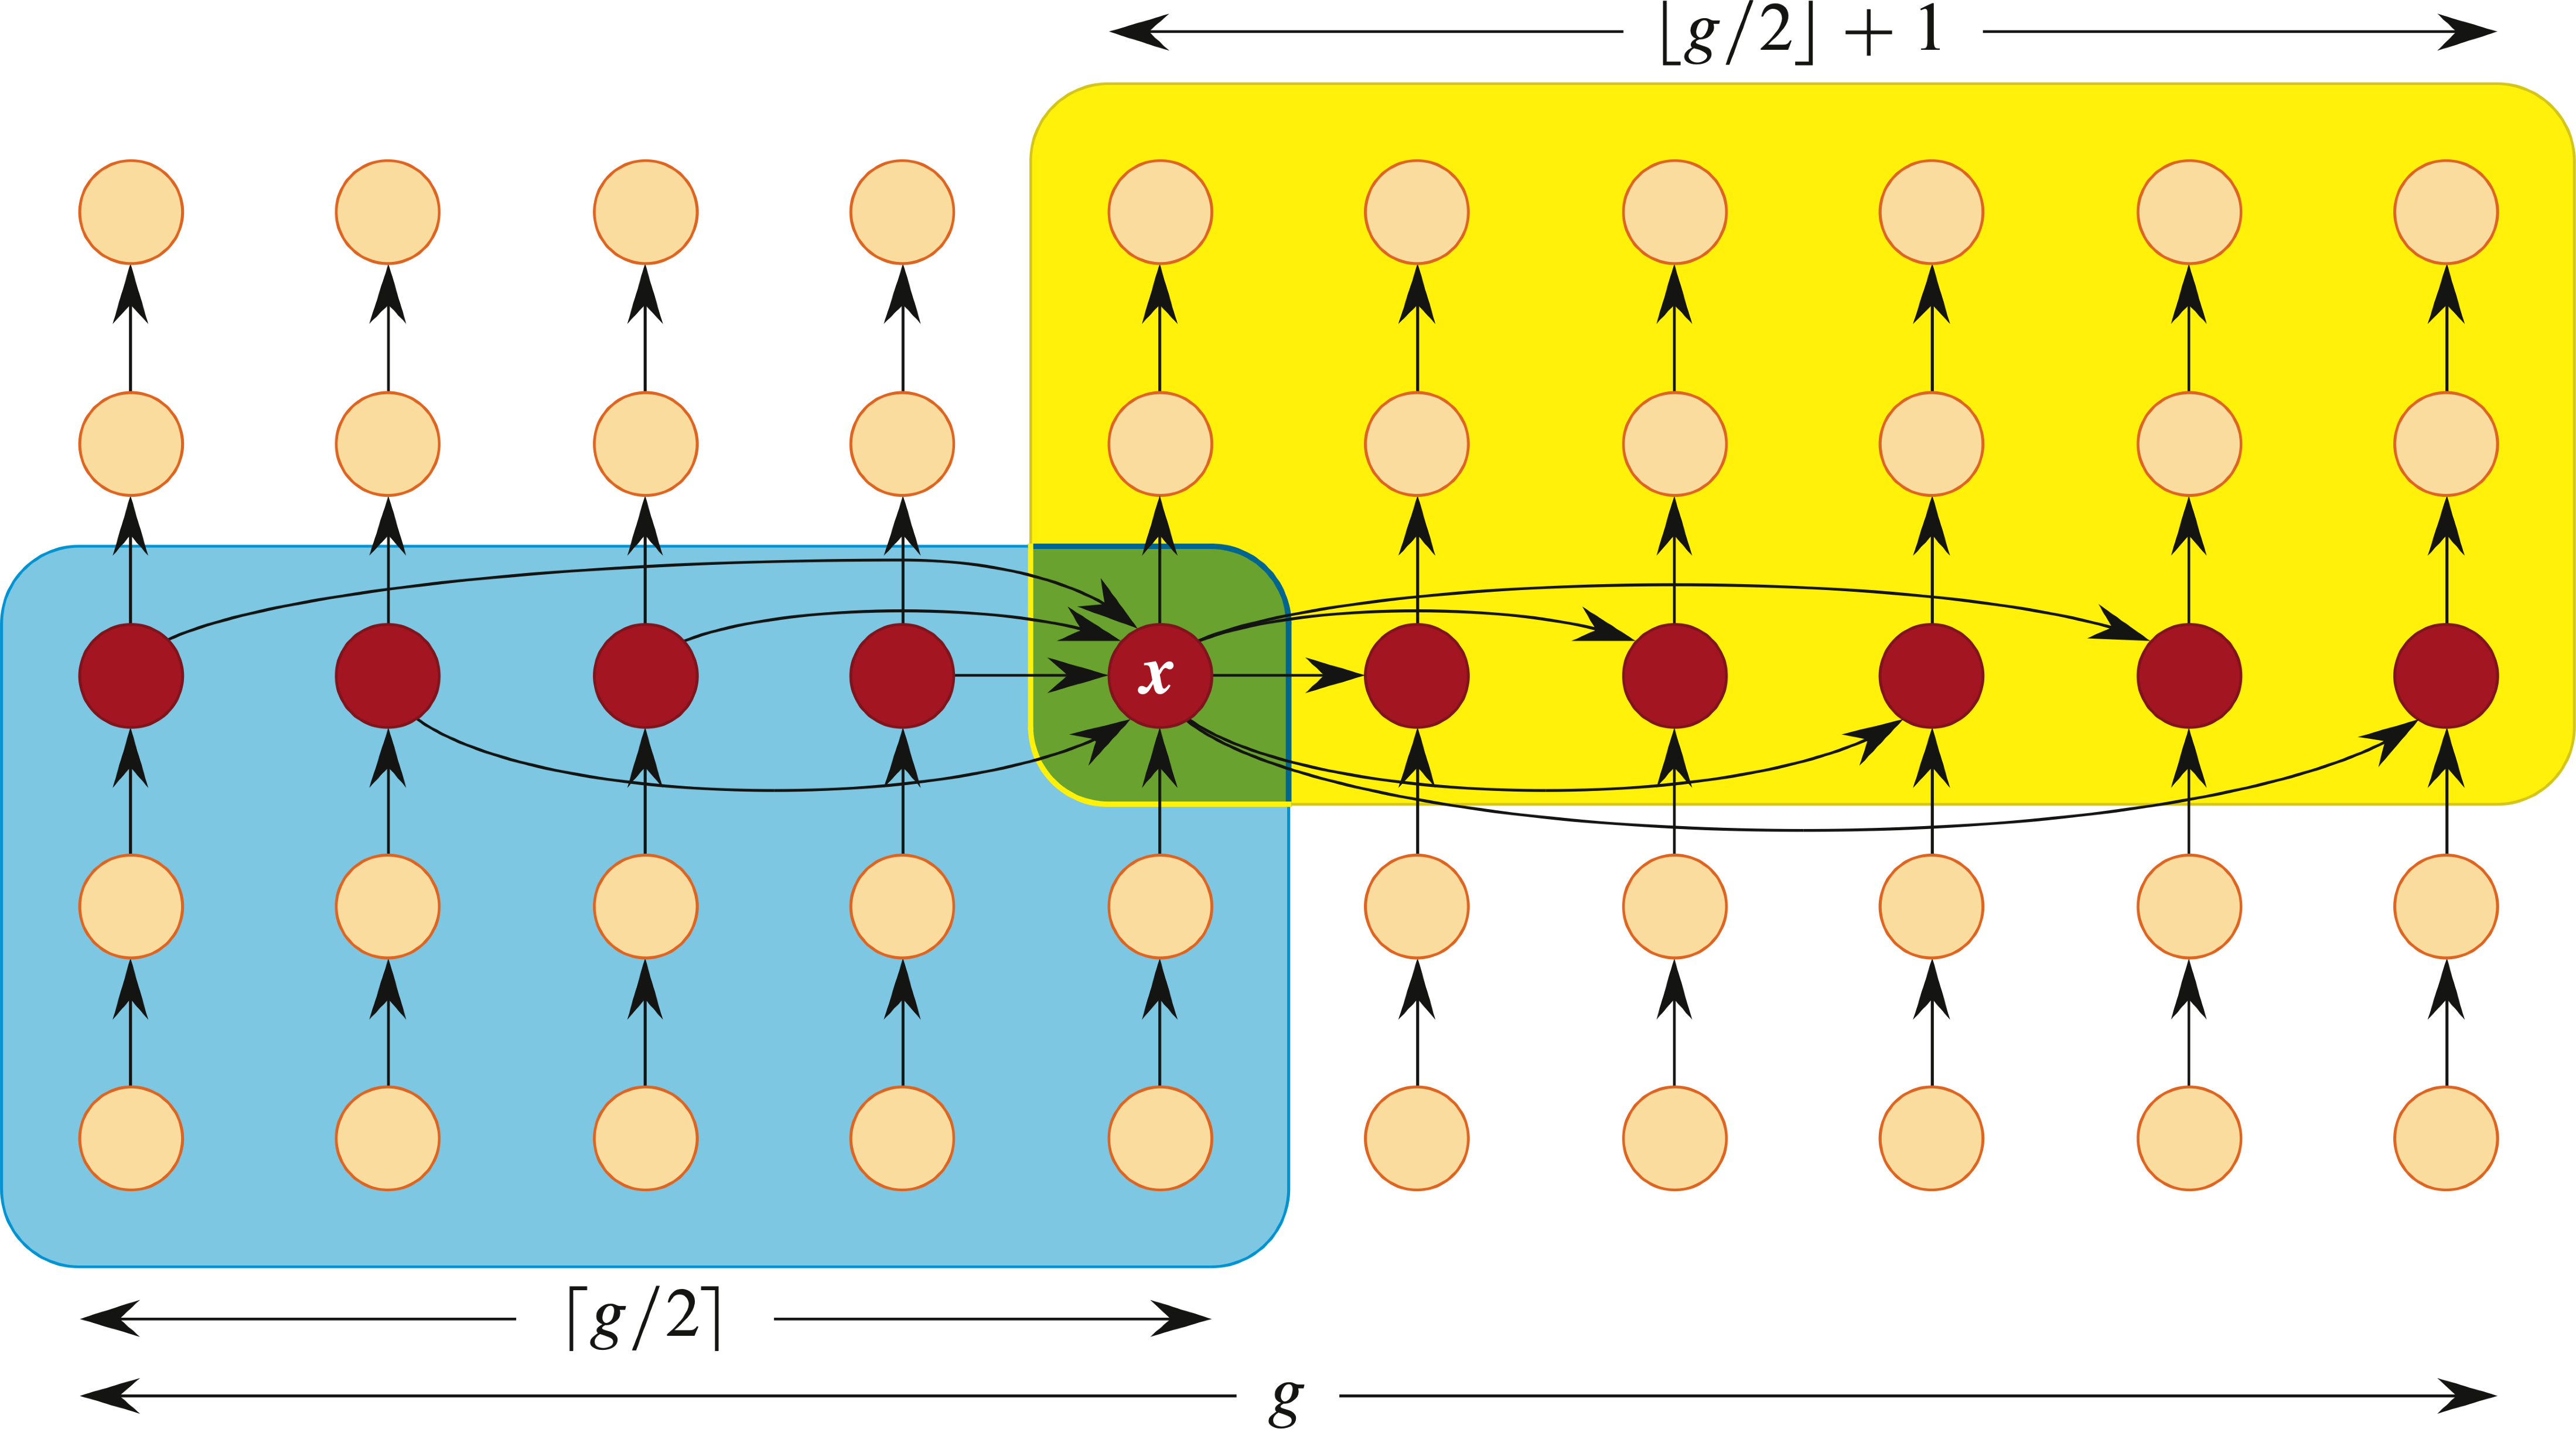 ⌊g/2⌋ + 1
x
⌈g/2⌉
g